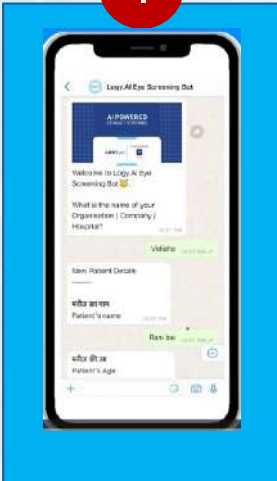 Logy.AI Eye Screening Bot
AI POWERED
Welcome to Logy.AI Eye
Screening Bot
What is the name of your
Organisation | Company /
Hospital?
Vidisha
New Patient Details
--------
मरीज का नाम
Patient's name
Ram bai
मरीज की उम्र
Patient's Age